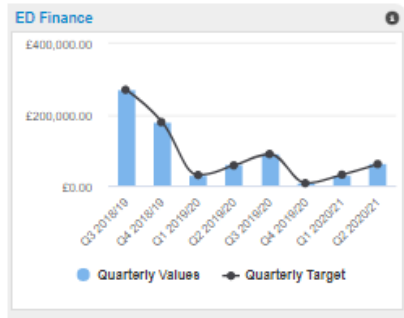 ED Finance
£400,000.00
£200,000.00
£0.00
Q3 2018/19
Q4 2018/19
Q1 2019/20
Q2 2019/20
Q3 2019/20
Q4 2019/20
Q1 2020/21
Q2 2020/21
Quarterly Values
Quarterly Target